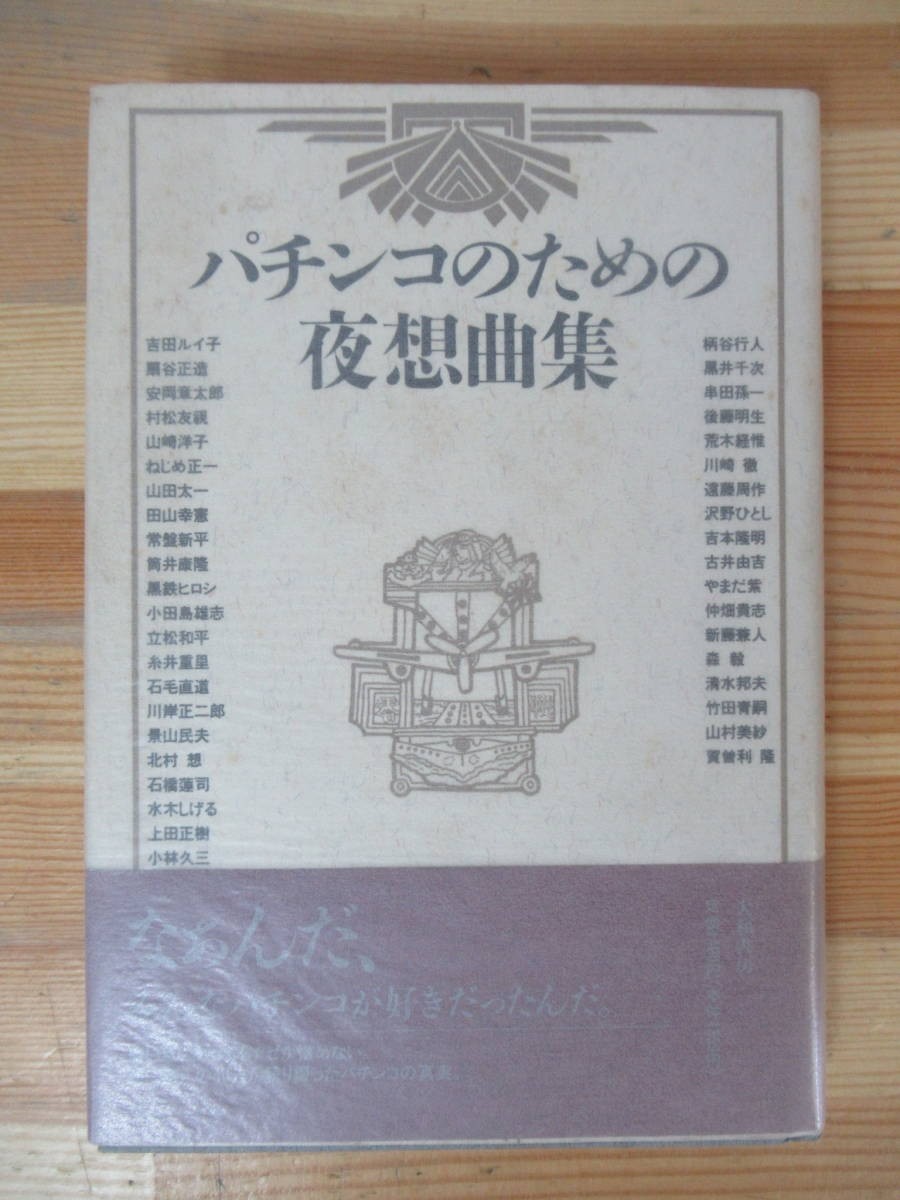 パチンコのための
夜想曲集
柄谷行人
黒井千次
串田孫一
後藤明生
荒木経惟
川崎 徹
遠藤周作
沢野ひとし
吉本隆明
古井由吉
やまだ紫
仲畑貴志
新藤兼人
森 毅
清水邦夫
竹田青嗣
山村美紗
賀曽利 隆
吉田ルイ子
扇谷正造
安岡章太郎
村松友視
山崎洋子
ねじめ正一
山田太一
田山幸憲
常盤新平
筒井康隆
黒鉄ヒロシ
小田島雄志
立松和平
糸井重里
石毛直道
川岸正二郎
景山民夫
北村 想
石橋蓮司
水木しげる
上田正樹
小林久三
なぁんだ、
パチンコが好きだったんだ。
パチンコの真実。